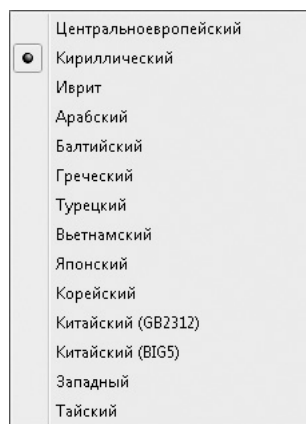 Центральноевропейский
Кириллический
Иврит
Арабский
Балтийский
Греческий
Турецкий
Вьетнамский
Японский
Корейский
Китайский (GB2312)
Китайский (BIG5)
Западный
Тайский